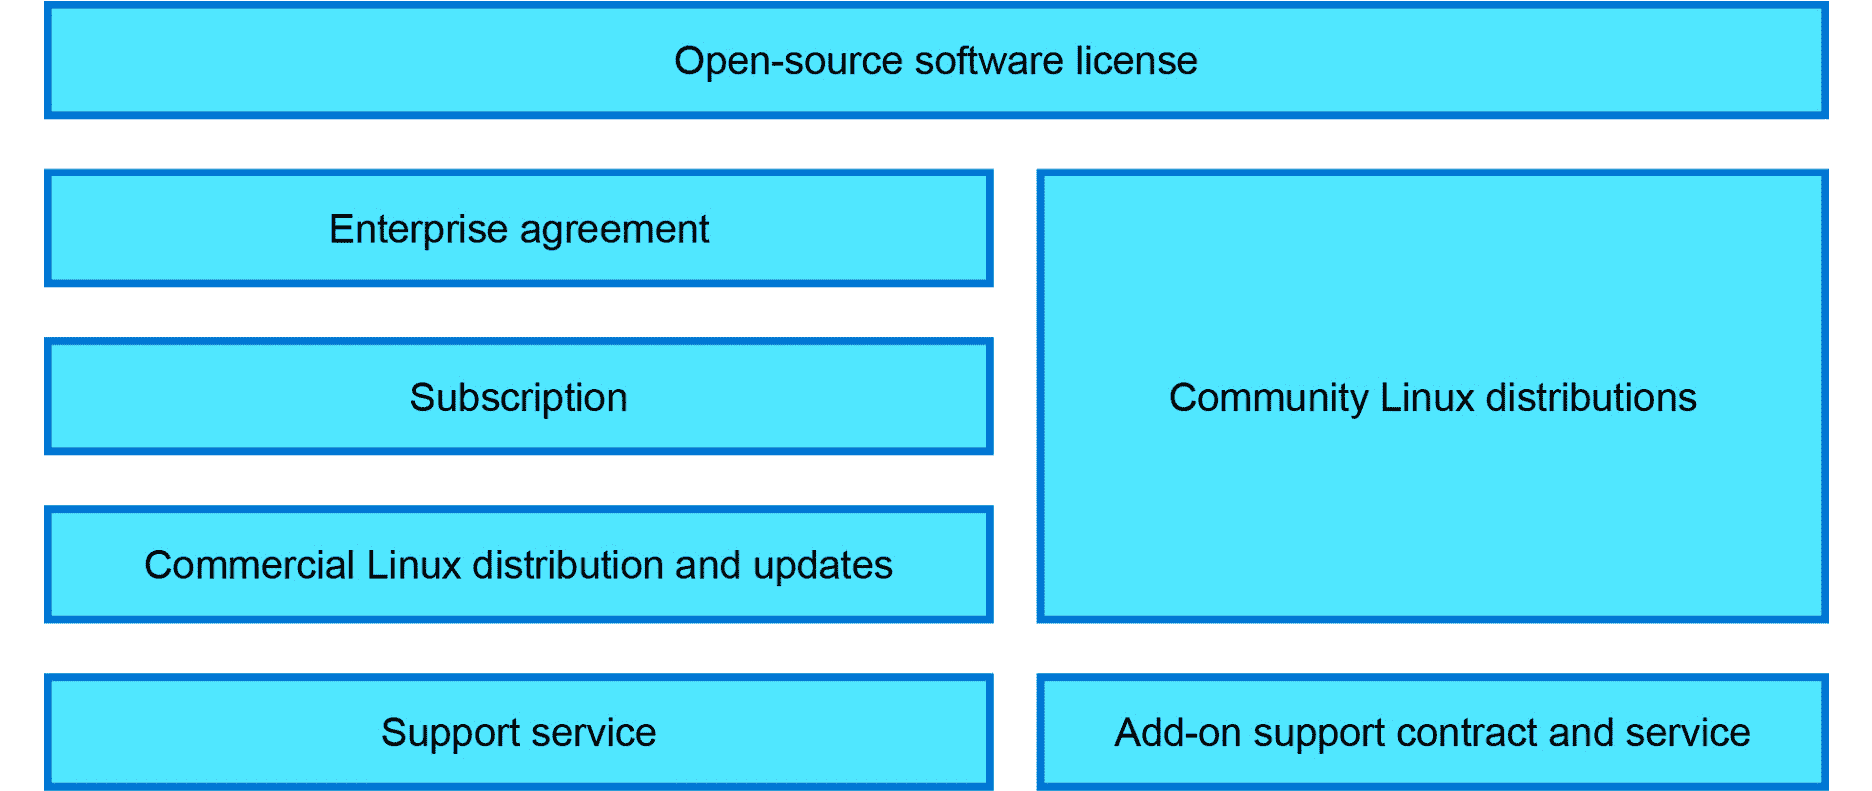 Open-source software license
Enterprise agreement
Subscription
Community Linux distributions
Commercial Linux distribution and updates
Support service
Add-on support contract and service